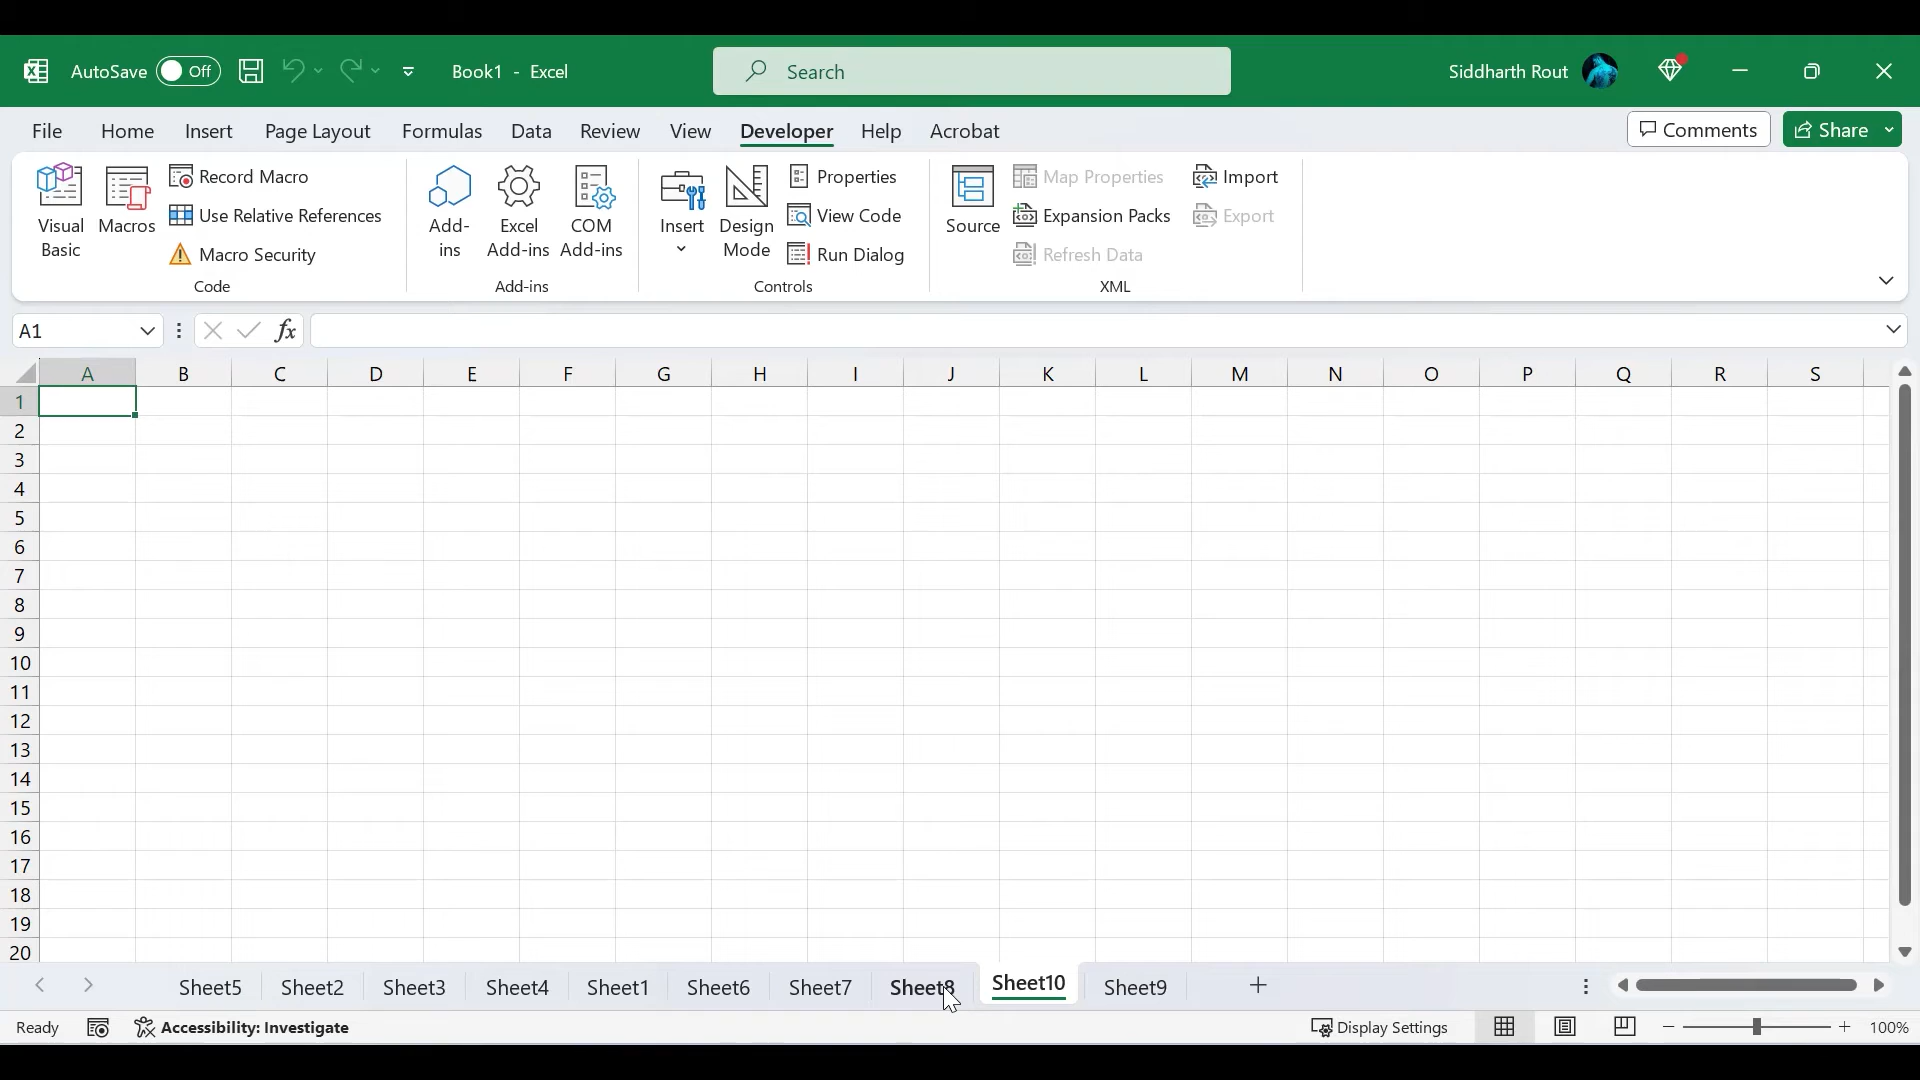 AutoSave Off Book1 - Excel Search Siddharth Rout
File Home Insert Page Layout Formulas Data Review View Developer Help Acrobat Comments Share
Visual Basic
Macros
Record Macro
Use Relative References
Macro Security
Code
Add-ins
Excel Add-ins
COM Add-ins
Add-ins
Insert
Design Mode
Properties
View Code
Run Dialog
Controls
Source
Map Properties
Expansion Packs
Refresh Data
Import
Export
XML
A1 fx
A B C D E F G H I J K L M N O P Q R S
1
2
3
4
5
6
7
8
9
10
11
12
13
14
15
16
17
18
19
20
Sheet5 Sheet2 Sheet3 Sheet4 Sheet1 Sheet6 Sheet7 Sheet8 Sheet10 Sheet9
Ready Accessibility: Investigate Display Settings 100%